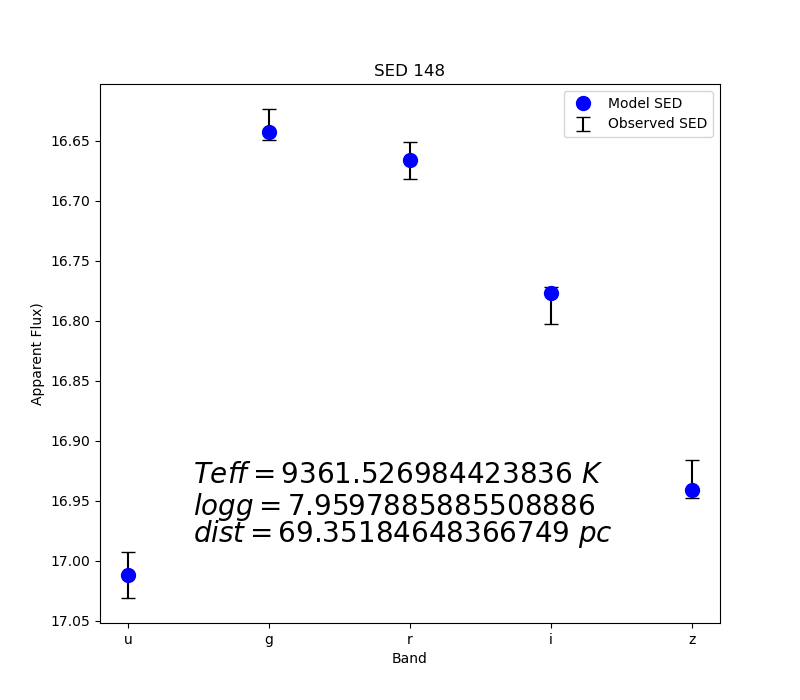 SED 148
Model SED
Observed SED
16.65
16.70
16.75
16.80
16.85
16.90
16.95
17.00
17.05
Apparent Flux)
Teff = 9361.526984423836 K
logg = 7.9597885885508886
dist = 69.35184648366749 pc
u g r i z
Band